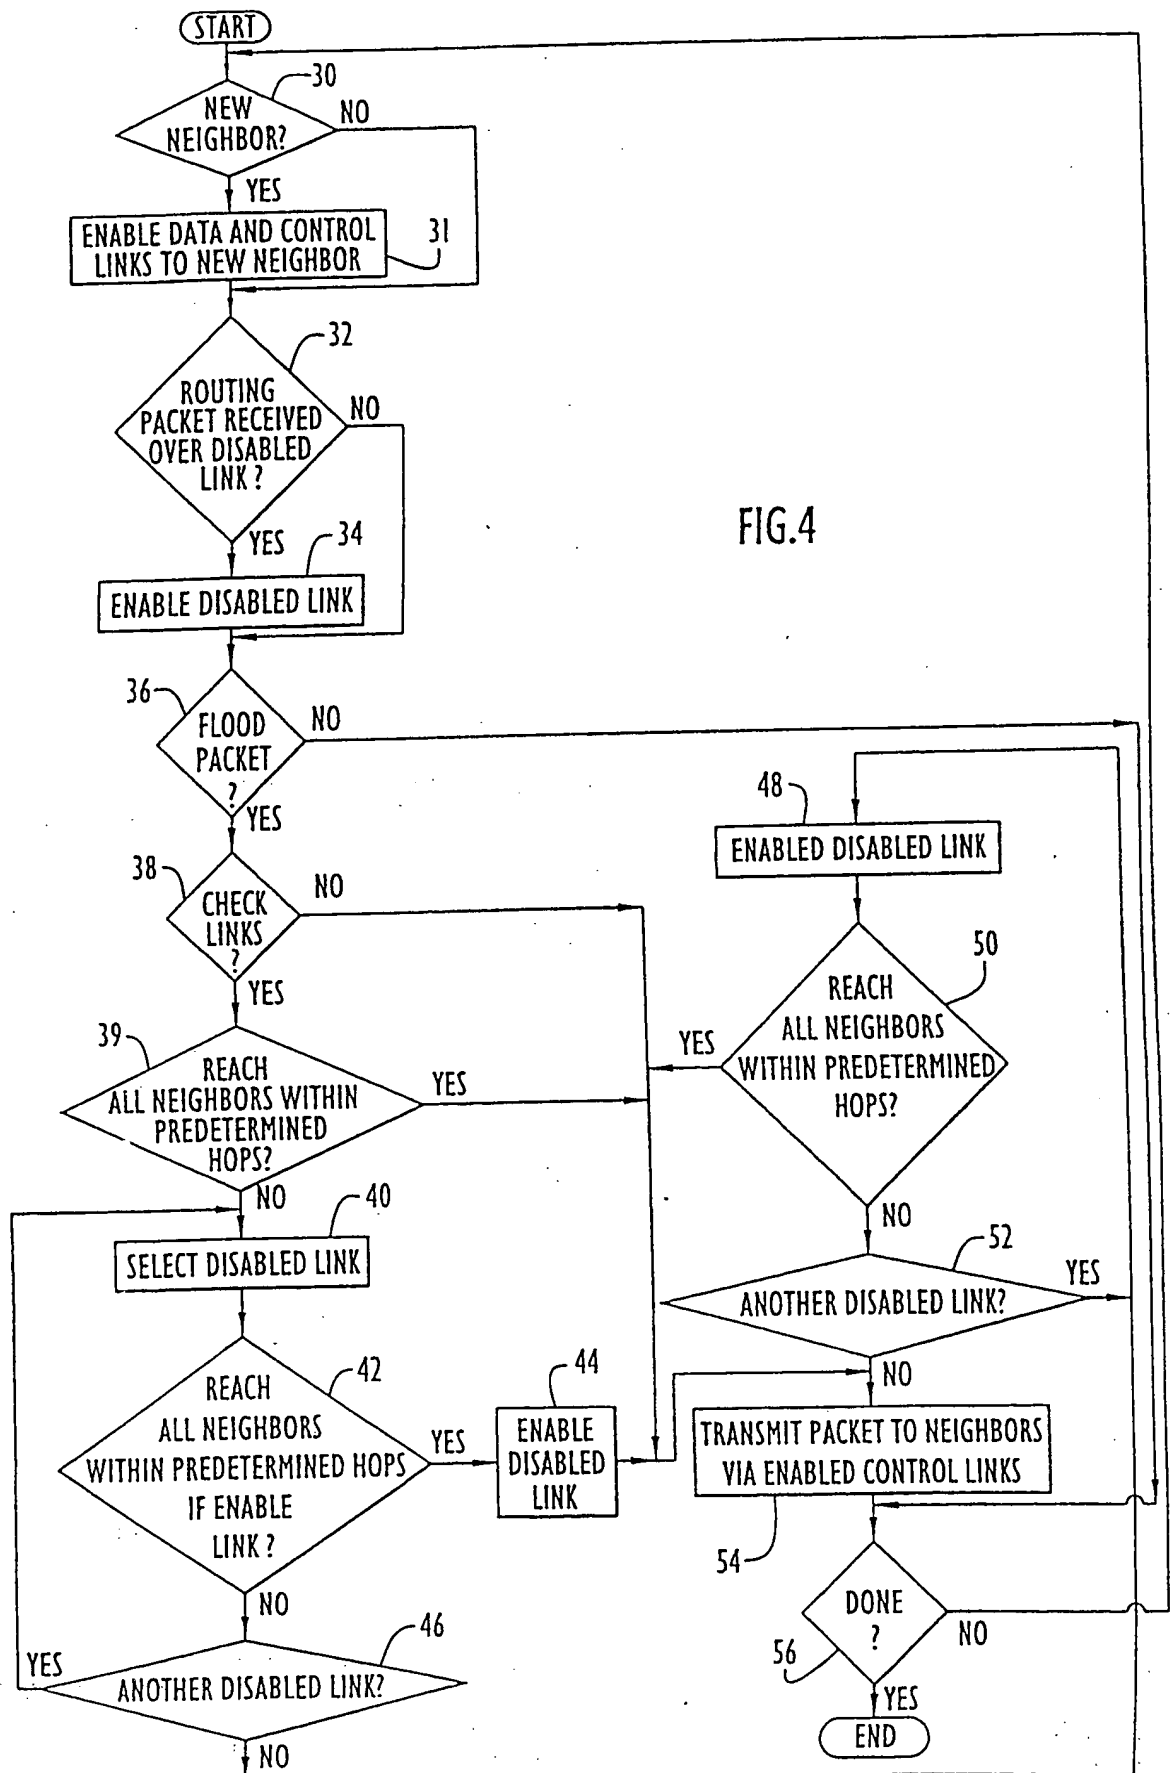 START
30
NEW
NEIGHBOR?
NO
YES
ENABLE DATA AND CONTROL
LINKS TO NEW NEIGHBOR
31
32
ROUTING
PACKET RECEIVED
OVER DISABLED
LINK ?
NO
YES
34
ENABLE DISABLED LINK
FIG.4
36
FLOOD
PACKET
?
NO
YES
38
CHECK
LINKS
?
NO
YES
39
REACH
ALL NEIGHBORS WITHIN
PREDETERMINED
HOPS?
YES
NO
40
SELECT DISABLED LINK
42
REACH
ALL NEIGHBORS
WITHIN PREDETERMINED HOPS
IF ENABLE
LINK ?
YES
NO
44
ENABLE
DISABLED
LINK
46
ANOTHER DISABLED LINK?
YES
NO
48
ENABLED DISABLED LINK
50
REACH
ALL NEIGHBORS
WITHIN PREDETERMINED
HOPS?
YES
NO
52
ANOTHER DISABLED LINK?
YES
NO
TRANSMIT PACKET TO NEIGHBORS
VIA ENABLED CONTROL LINKS
54
DONE
?
56
NO
YES
END